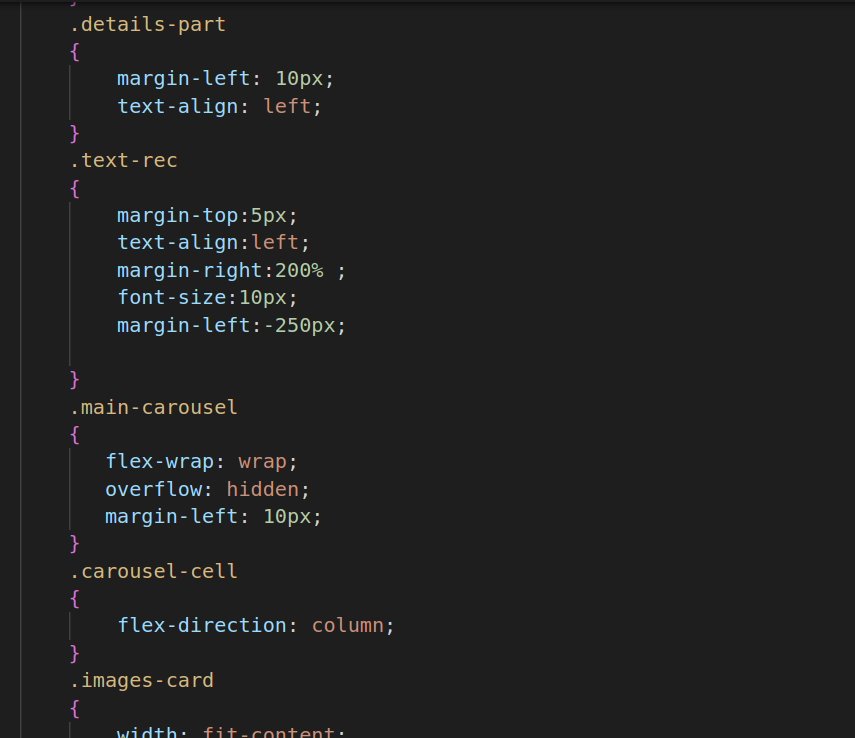 }
.details-part
{
margin-left: 10px;
text-align: left;
}
.text-rec
{
margin-top:5px;
text-align:left;
margin-right:200% ;
font-size:10px;
margin-left:-250px;
}
.main-carousel
{
flex-wrap: wrap;
overflow: hidden;
margin-left: 10px;
}
.carousel-cell
{
flex-direction: column;
}
.images-card
{
width: fit-content;